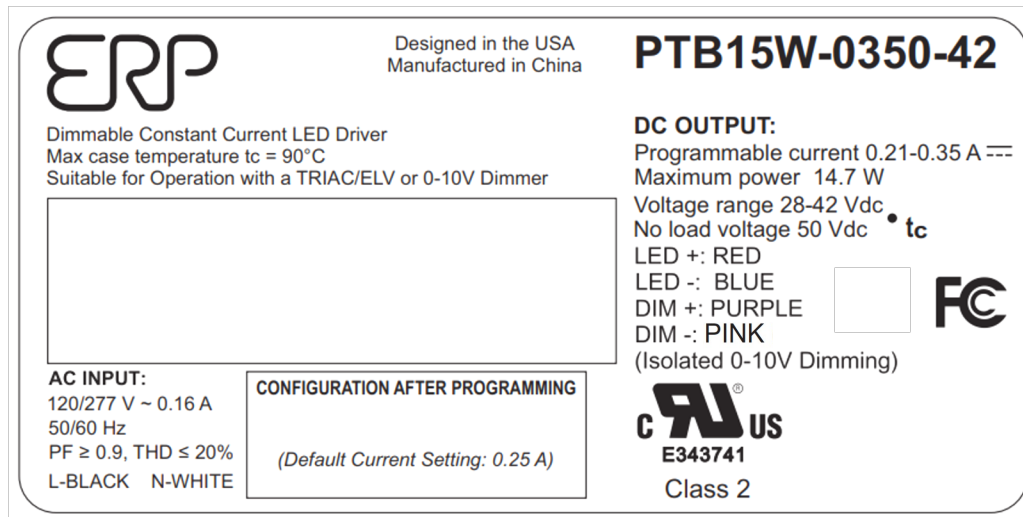 ERP
Designed in the USA
Manufactured in China
PTB15W-0350-42
Dimmable Constant Current LED Driver
Max case temperature tc = 90°C
Suitable for Operation with a TRIAC/ELV or 0-10V Dimmer
DC OUTPUT:
Programmable current 0.21-0.35 A ⎓
Maximum power 14.7 W
Voltage range 28-42 Vdc
No load voltage 50 Vdc
• tc
LED +: RED
LED -: BLUE
DIM +: PURPLE
DIM -: PINK
(Isolated 0-10V Dimming)
FC
AC INPUT:
120/277 V ~ 0.16 A
50/60 Hz
PF ≥ 0.9, THD ≤ 20%
L-BLACK N-WHITE
CONFIGURATION AFTER PROGRAMMING
(Default Current Setting: 0.25 A)
C RU® US
E343741
Class 2